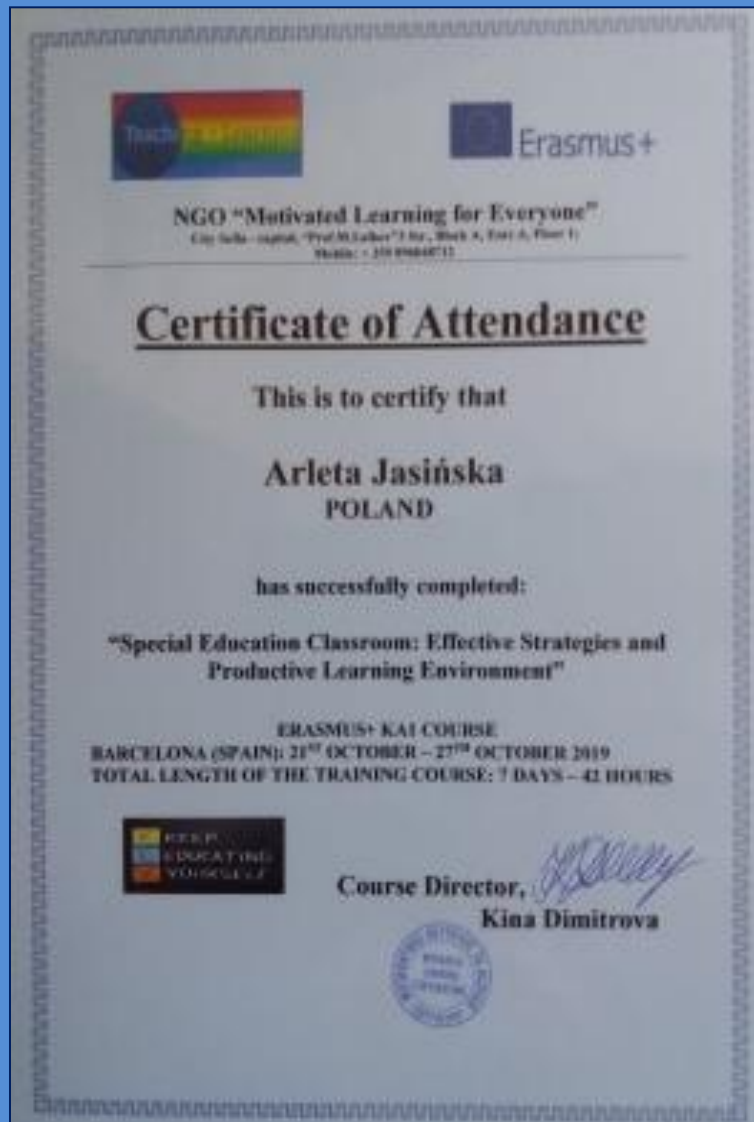 Teach
Erasmus+
NGO “Motivated Learning for Everyone”
Certificate of Attendance
This is to certify that
Arleta Jasińska
POLAND
has successfully completed:
“Special Education Classroom: Effective Strategies and
Productive Learning Environment”
ERASMUS+ KA1 COURSE
BARCELONA (SPAIN): 21ST OCTOBER – 27TH OCTOBER 2019
TOTAL LENGTH OF THE TRAINING COURSE: 7 DAYS – 42 HOURS
KEEP
EDUCATING
YOURSELF
Course Director,
Kina Dimitrova